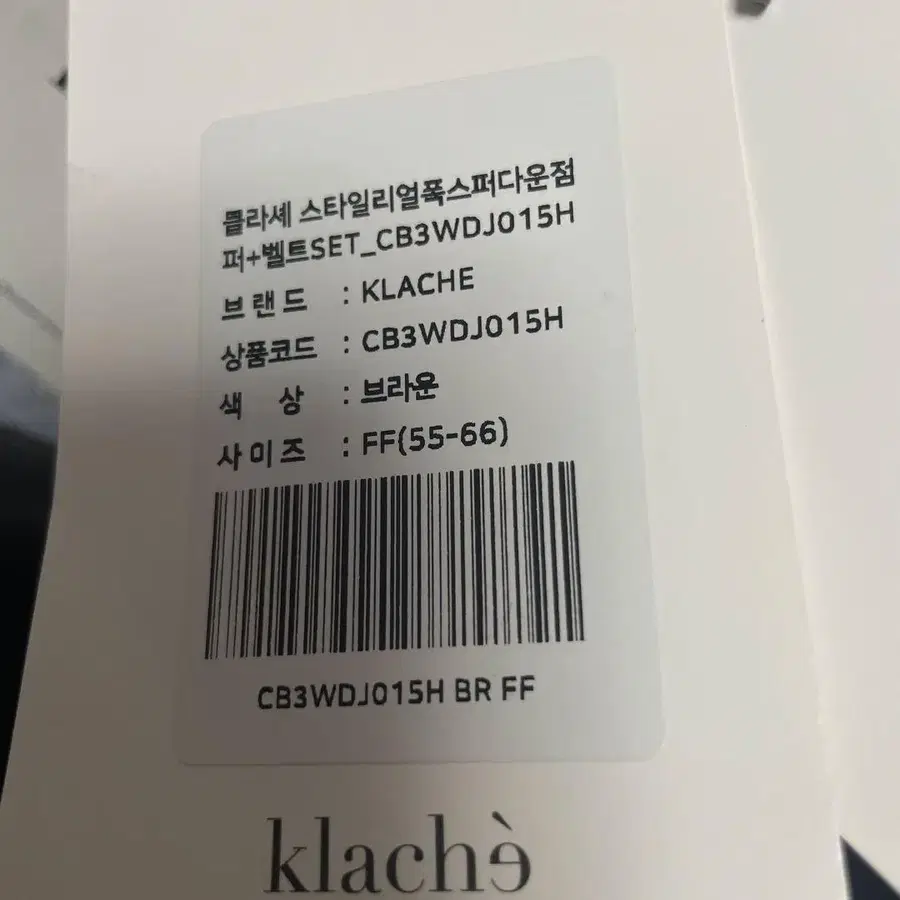 클라셰 스타일리얼폭스퍼다운점
퍼+벨트SET_CB3WDJ015H
브랜드 : KLACHE
상품코드 : CB3WDJ015H
색 상 : 브라운
사이즈 : FF(55-66)
CB3WDJ015H BR FF
klachè